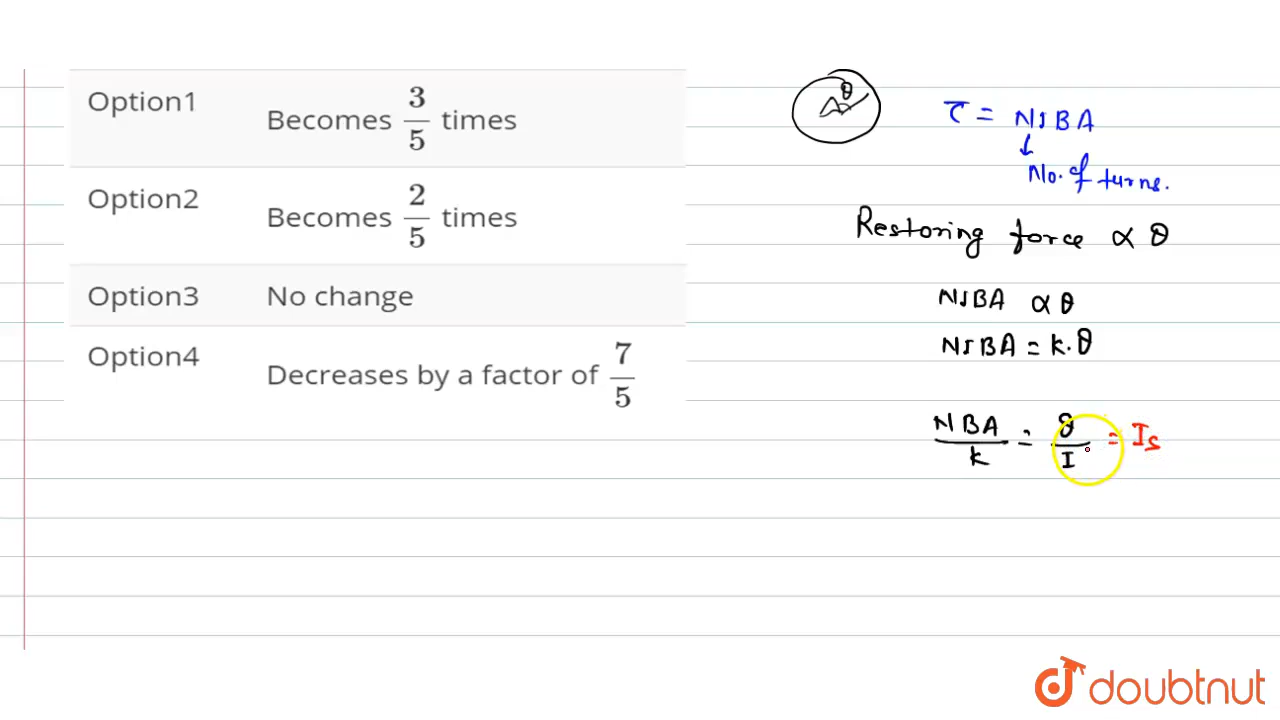 Option1 Becomes 3/5 times
Option2 Becomes 2/5 times
Option3 No change
Option4 Decreases by a factor of 7/5
θ
τ = NIBA
↓
No. of turns.
Restoring force ∝ θ
NIBA ∝ θ
NIBA = k.θ
NBA/k = θ/I = Is
doubtnut